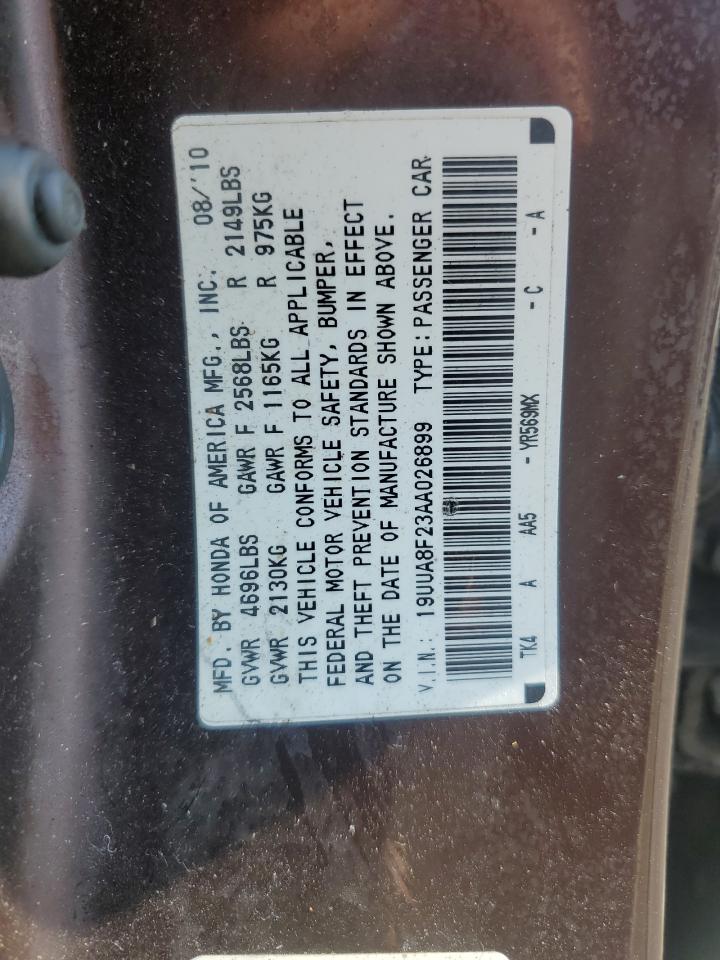 MFD. BY HONDA OF AMERICA MFG., INC. 08/'10
GVWR 4696LBS GAWR F 2568LBS R 2149LBS
GVWR 2130KG GAWR F 1165KG R 975KG
THIS VEHICLE CONFORMS TO ALL APPLICABLE
FEDERAL MOTOR VEHICLE SAFETY, BUMPER,
AND THEFT PREVENTION STANDARDS IN EFFECT
ON THE DATE OF MANUFACTURE SHOWN ABOVE.
V.I.N.: 19UUA8F23AA026899 TYPE:PASSENGER CAR
TK4 A AA5 - YR569MX - C - A